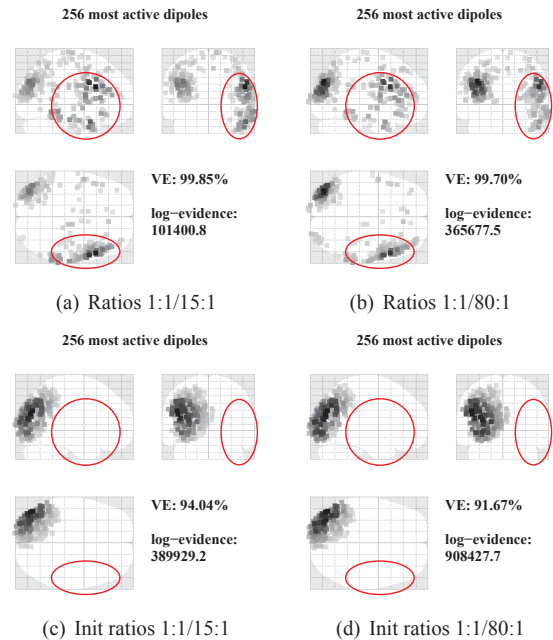 256 most active dipoles
256 most active dipoles
VE: 99.85%
log−evidence:
101400.8
VE: 99.70%
log−evidence:
365677.5
(a) Ratios 1:1/15:1
(b) Ratios 1:1/80:1
256 most active dipoles
256 most active dipoles
VE: 94.04%
log−evidence:
389929.2
VE: 91.67%
log−evidence:
908427.7
(c) Init ratios 1:1/15:1
(d) Init ratios 1:1/80:1